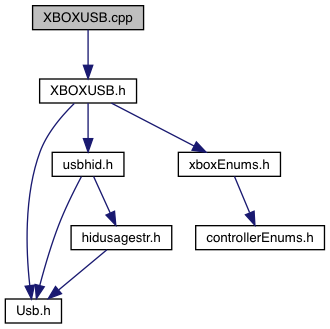 XBOXUSB.cpp
XBOXUSB.h
usbhid.h
xboxEnums.h
hidusagestr.h
controllerEnums.h
Usb.h